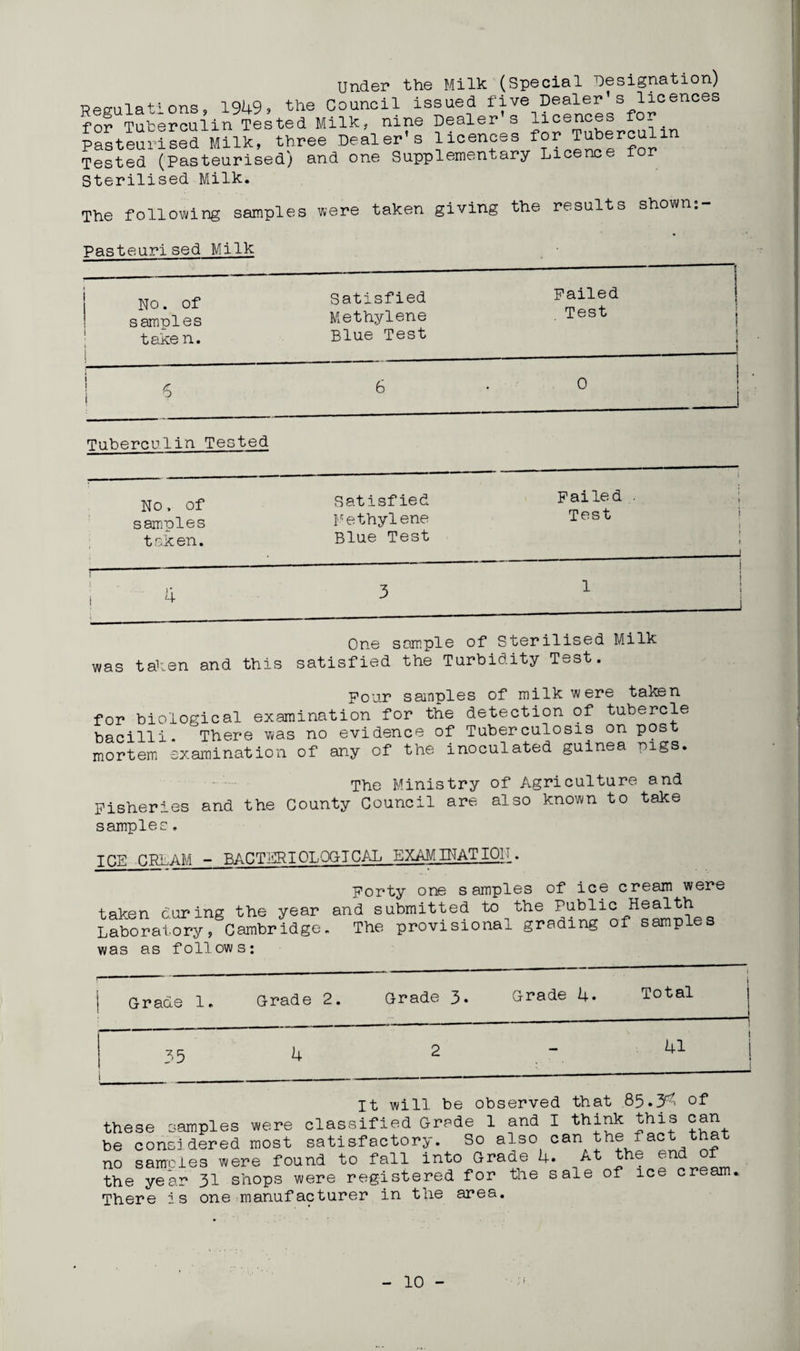 Under the Milk (Special Designation)
Regulations, 1949, the Council issued five Dealer's licences
for Tuberculin Tested Milk, nine Dealer's licences for
Pasteurised Milk, three Dealer's licences for Tuberculin
Tested (Pasteurised) and one Supplementary Licence for
Sterilised Milk.
The following samples were taken giving the results shown:-
Pasteurised Milk
No. of Satisfied Failed
samples Methylene . Test
taken. Blue Test
6 6 0
Tuberculin Tested
No. of Satisfied Failed
samples Methylene Test
taken. Blue Test
4 3 1
One sample of Sterilised Milk
was taken and this satisfied the Turbidity Test.
Four samples of milk were taken
for biological examination for the detection of tubercle
bacilli. There was no evidence of Tuberculosis on post
mortem examination of any of the inoculated guinea pigs.
The Ministry of Agriculture and
Fisheries and the County Council are also known to take
samples.
ICE CREAM - BACTERIOLOGICAL EXAMINATION.
Forty one samples of ice cream were
taken during the year and submitted to the Public Health
Laboratory, Cambridge. The provisional grading of samples
was as follows:
Grade 1. Grade 2. Grade 3. Grade 4. Total
35 4 2 - 41
It will be observed that 85.3% of
these samples were classified Grade 1 and I think this can
be considered most satisfactory. So also can the fact that
no samples were found to fall into Grade 4. At the end of
the year 31 shops were registered for the sale of ice cream.
There is one manufacturer in the area.
- 10 -